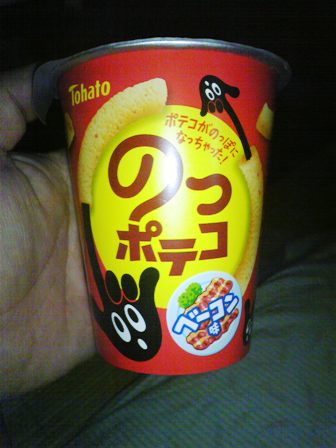 Tohato
ポテコがのっぽに
なっちゃった!
のっ
ポテコ
ベーコン
味